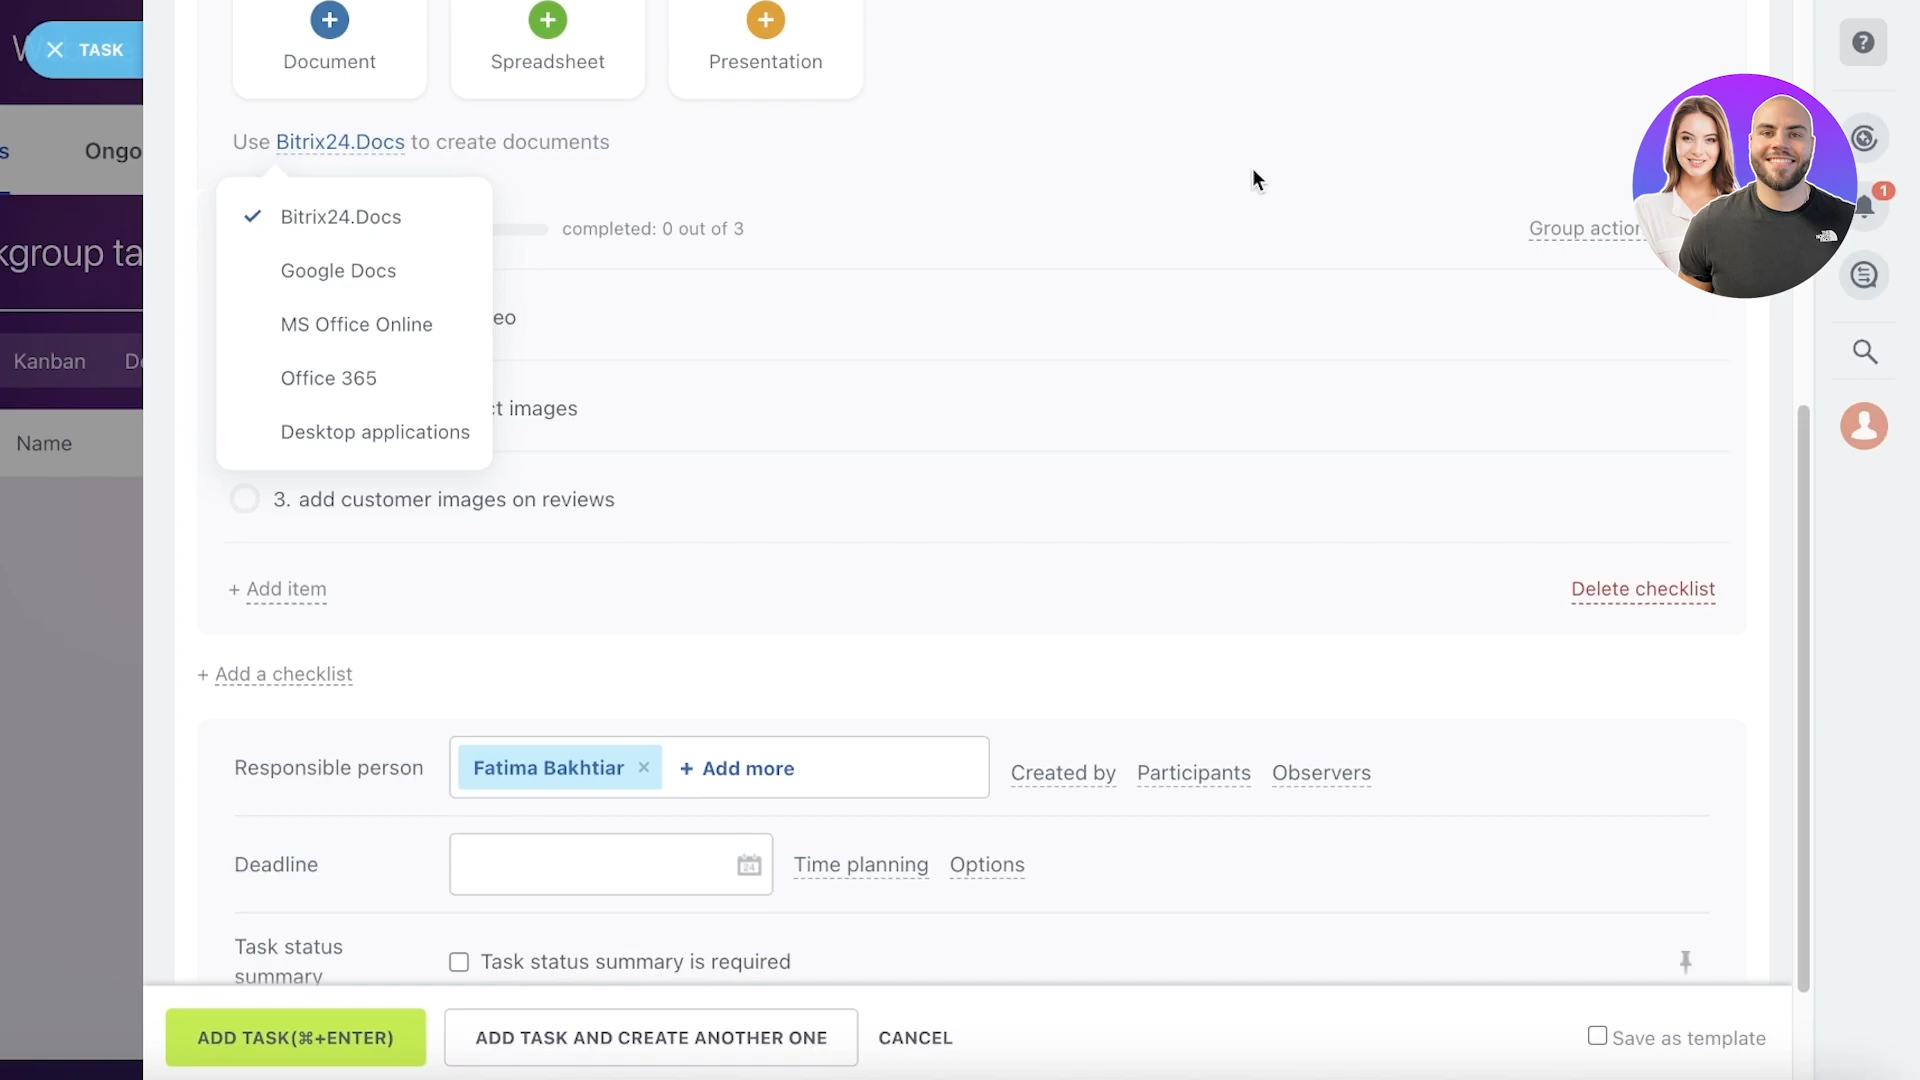 TASK
Document
Spreadsheet
Presentation
Use Bitrix24.Docs to create documents
Ongo
Bitrix24.Docs
Google Docs
MS Office Online
Office 365
Desktop applications
completed: 0 out of 3
Group action
1
kgroup ta
eo
Kanban
ct images
Name
3. add customer images on reviews
+ Add item
Delete checklist
+ Add a checklist
Responsible person
Fatima Bakhtiar × + Add more
Created by
Participants
Observers
Deadline
24
Time planning
Options
Task status summary
Task status summary is required
ADD TASK(⌘+ENTER)
ADD TASK AND CREATE ANOTHER ONE
CANCEL
Save as template